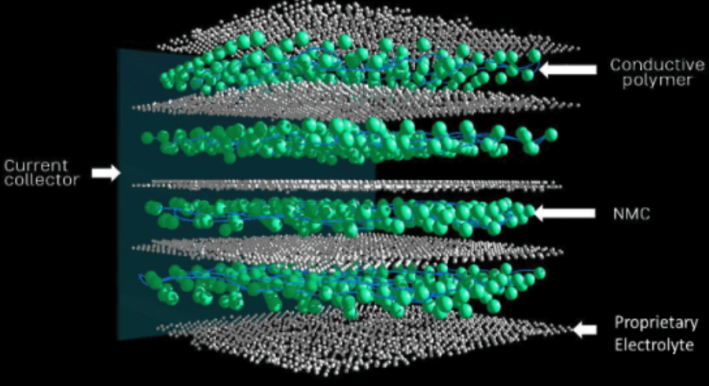 Conductive
polymer
Current
collector
NMC
Proprietary
Electrolyte